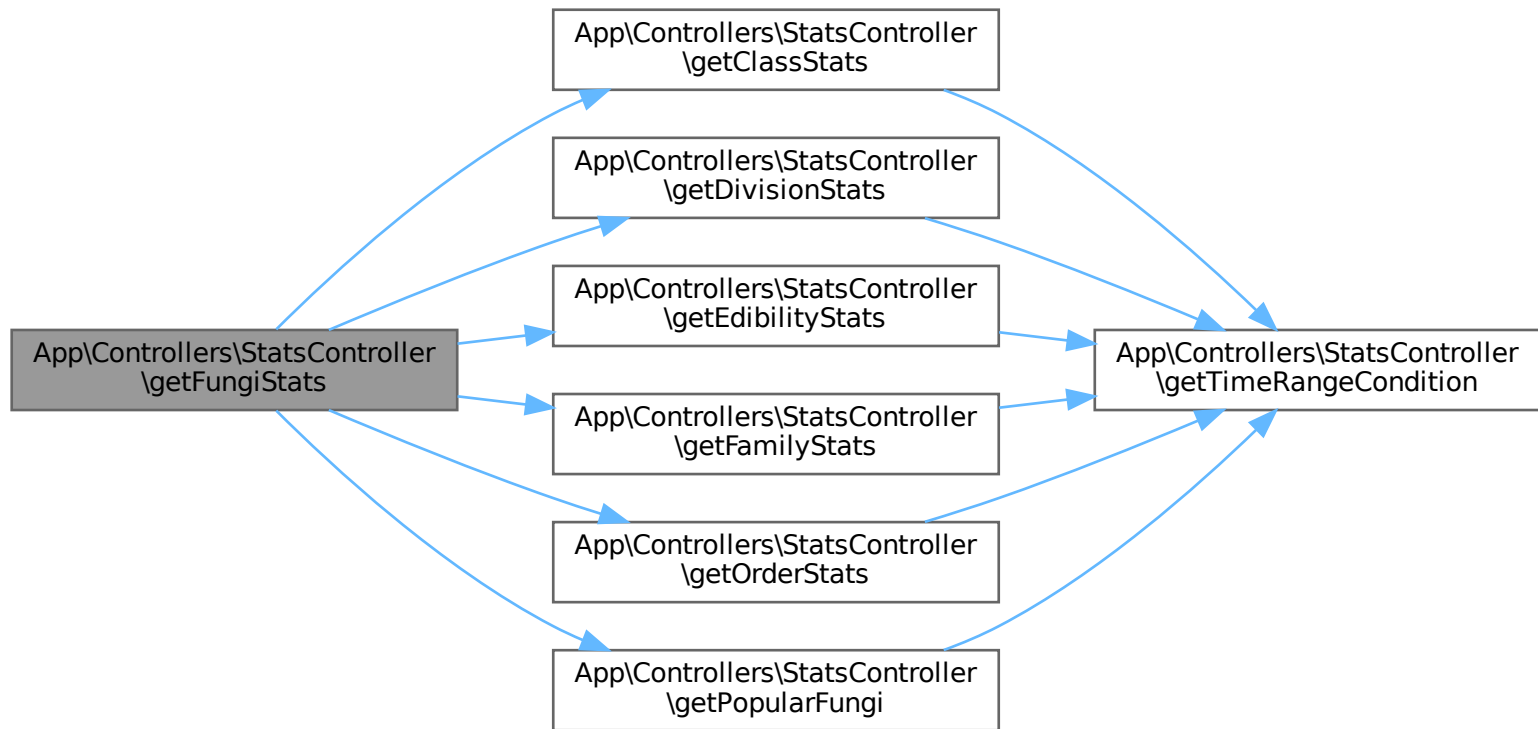 App\Controllers\StatsController
\getClassStats
App\Controllers\StatsController
\getDivisionStats
App\Controllers\StatsController
\getEdibilityStats
App\Controllers\StatsController
\getFungiStats
App\Controllers\StatsController
\getTimeRangeCondition
App\Controllers\StatsController
\getFamilyStats
App\Controllers\StatsController
\getOrderStats
App\Controllers\StatsController
\getPopularFungi